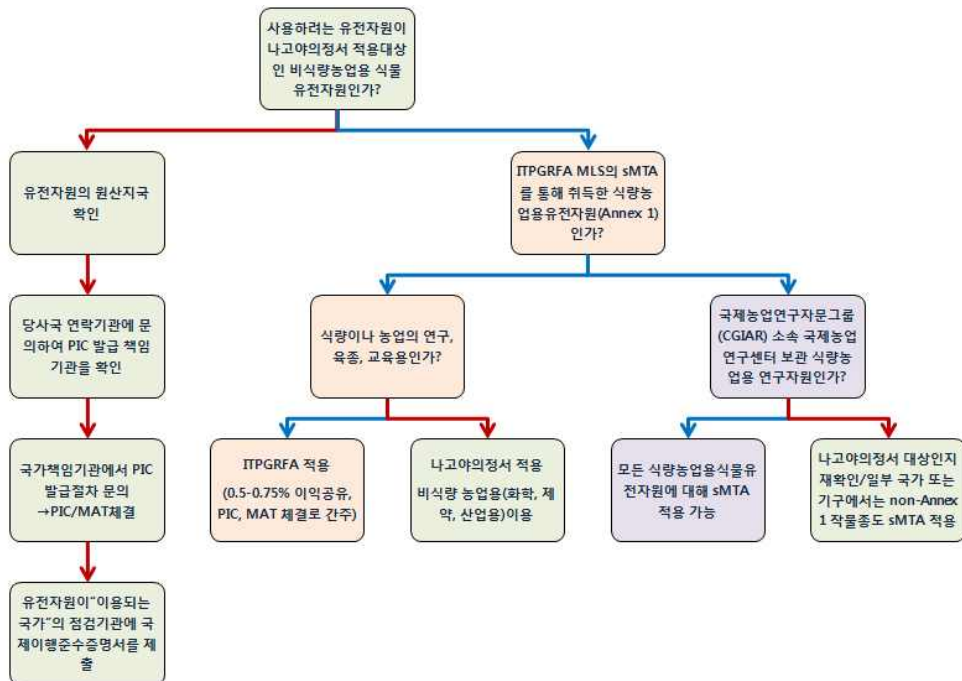 사용하려는 유전자원이
나고야의정서 적용대상
인 비식량농업용 식물
유전자원인가?
유전자원의 원산지국
확인
ITPGRFA MLS의 sMTA
를 통해 취득한 식량농
업용유전자원(Annex 1)
인가?
당사국 연락기관에 문
의하여 PIC 발급 책임
기관을 확인
식량이나 농업의 연구,
육종, 교육용인가?
국제농업연구자문그룹
(CGIAR) 소속 국제농업
연구센터 보관 식량농
업용 연구자원인가?
국가책임기관에서 PIC
발급절차 문의
→PIC/MAT체결
ITPGRFA 적용
(0.5-0.75% 이익공유,
PIC, MAT 체결로 간주)
나고야의정서 적용
비식량 농업용(화학, 제
약, 산업용)이용
모든 식량농업용식물유
전자원에 대해 sMTA
적용 가능
나고야의정서 대상인지
재확인/일부 국가 또는
기구에서는 non-Annex
1 작물종도 sMTA 적용
유전자원이"이용되는
국가"의 점검기관에 국
제이행준수증명서를 제
출